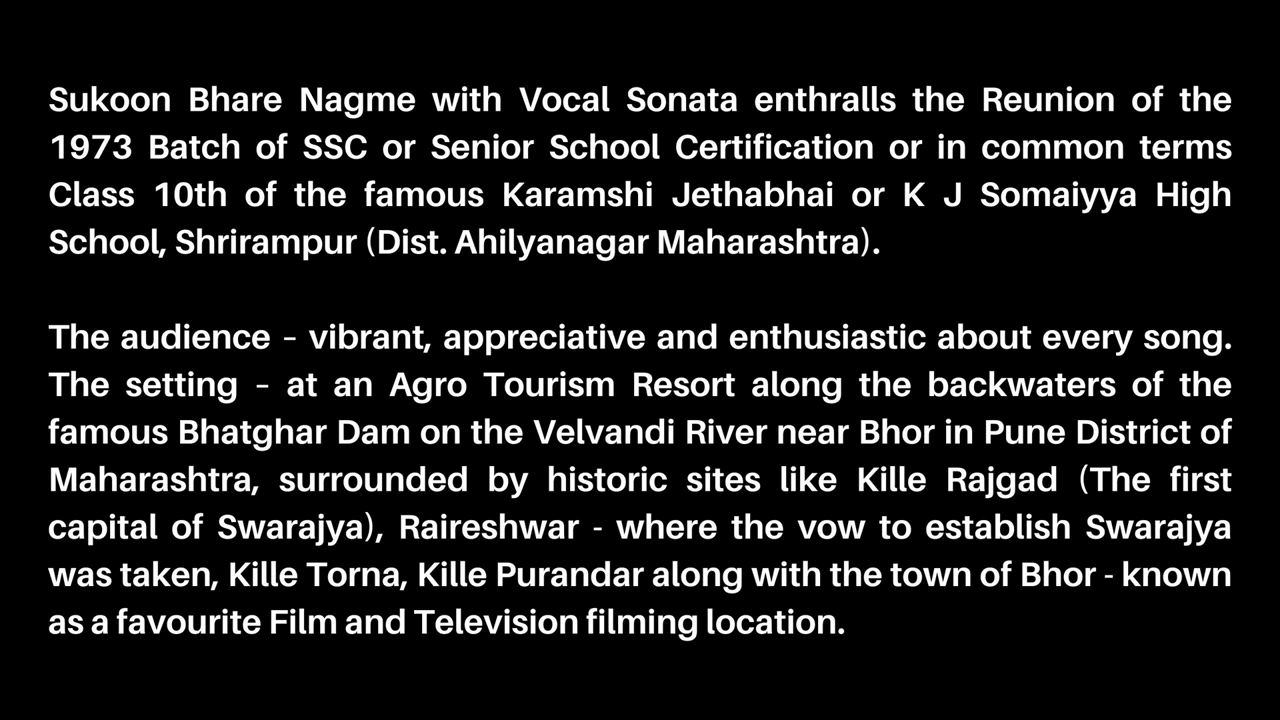 Sukoon Bhare Nagme with Vocal Sonata enthralls the Reunion of the
1973 Batch of SSC or Senior School Certification or in common terms
Class 10th of the famous Karamshi Jethabhai or K J Somaiyya High
School, Shrirampur (Dist. Ahilyanagar Maharashtra).
The audience – vibrant, appreciative and enthusiastic about every song.
The setting – at an Agro Tourism Resort along the backwaters of the
famous Bhatghar Dam on the Velvandi River near Bhor in Pune District of
Maharashtra, surrounded by historic sites like Kille Rajgad (The first
capital of Swarajya), Raireshwar - where the vow to establish Swarajya
was taken, Kille Torna, Kille Purandar along with the town of Bhor - known
as a favourite Film and Television filming location.